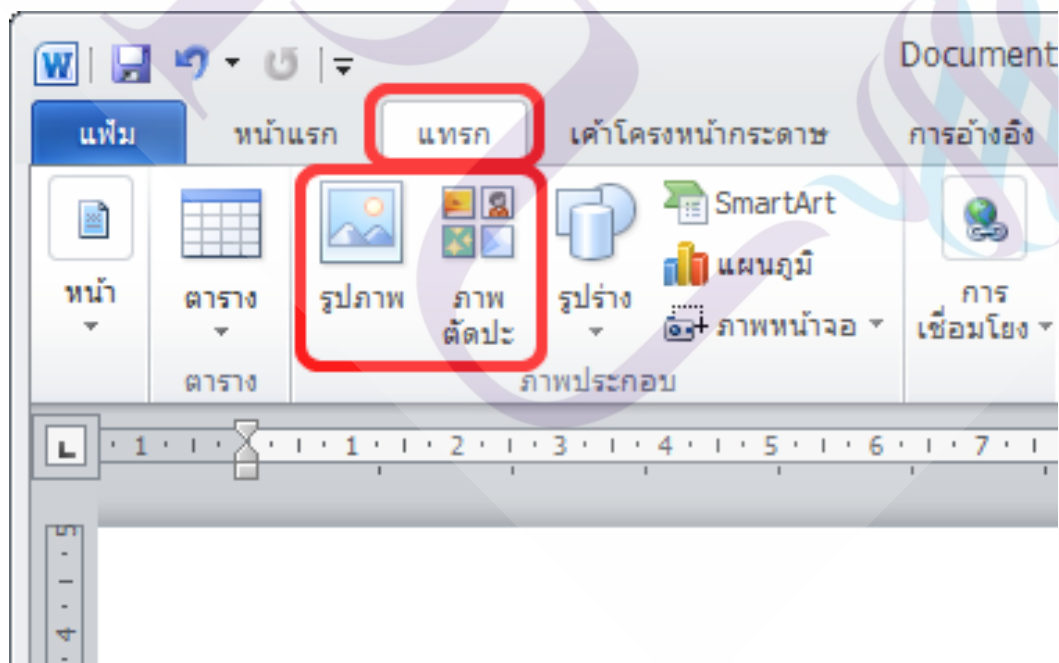 W
Document
แฟ้ม หน้าแรก แทรก เค้าโครงหน้ากระดาษ การอ้างอิง
หน้า
ตาราง
รูปภาพ
ภาพ
ตัดปะ
รูปร่าง
SmartArt
แผนภูมิ
ภาพหน้าจอ
การ
เชื่อมโยง
ตาราง ภาพประกอบ
L 1 1 2 3 4 5 6 7
5
4